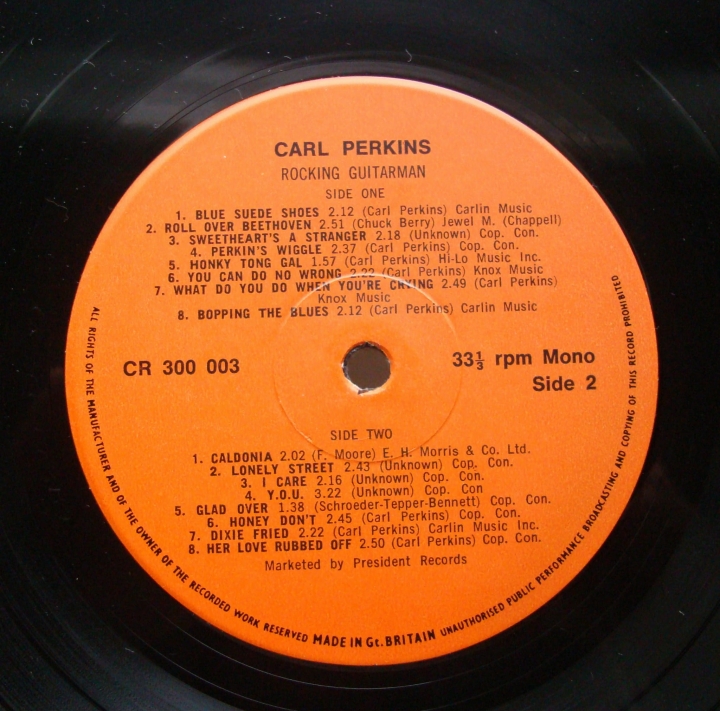 CARL PERKINS
ROCKING GUITARMAN
SIDE ONE
1. BLUE SUEDE SHOES 2.12 (Carl Perkins) Carlin Music
2. ROLL OVER BEETHOVEN 2.51 (Chuck Berry) Jewel M. (Chappell)
3. SWEETHEART'S A STRANGER 2.18 (Unknown) Cop. Con.
4. PERKIN'S WIGGLE 2.37 (Carl Perkins) Cop. Con.
5. HONKY TONG GAL 1.57 (Carl Perkins) Hi-Lo Music Inc.
6. YOU CAN DO NO WRONG 2.22 (Carl Perkins) Knox Music
7. WHAT DO YOU DO WHEN YOU'RE CRYING 2.49 (Carl Perkins)
Knox Music
8. BOPPING THE BLUES 2.12 (Carl Perkins) Carlin Music
CR 300 003
33⅓ rpm Mono
Side 2
SIDE TWO
1. CALDONIA 2.02 (F. Moore) E. H. Morris & Co. Ltd.
2. LONELY STREET 2.43 (Unknown) Cop. Con.
3. I CARE 2.16 (Unknown) Cop. Con.
4. Y.O.U. 3.22 (Unknown) Cop. Con
5. GLAD OVER 1.38 (Schroeder-Tepper-Bennett) Cop. Con.
6. HONEY DON'T 2.45 (Carl Perkins) Cop. Con.
7. DIXIE FRIED 2.22 (Carl Perkins) Carlin Music Inc.
8. HER LOVE RUBBED OFF 2.50 (Carl Perkins) Cop. Con.
Marketed by President Records
ALL RIGHTS OF THE MANUFACTURER AND OF THE OWNER OF THE RECORDED WORK RESERVED MADE IN Gt. BRITAIN UNAUTHORISED PUBLIC PERFORMANCE BROADCASTING AND COPYING OF THIS RECORD PROHIBITED